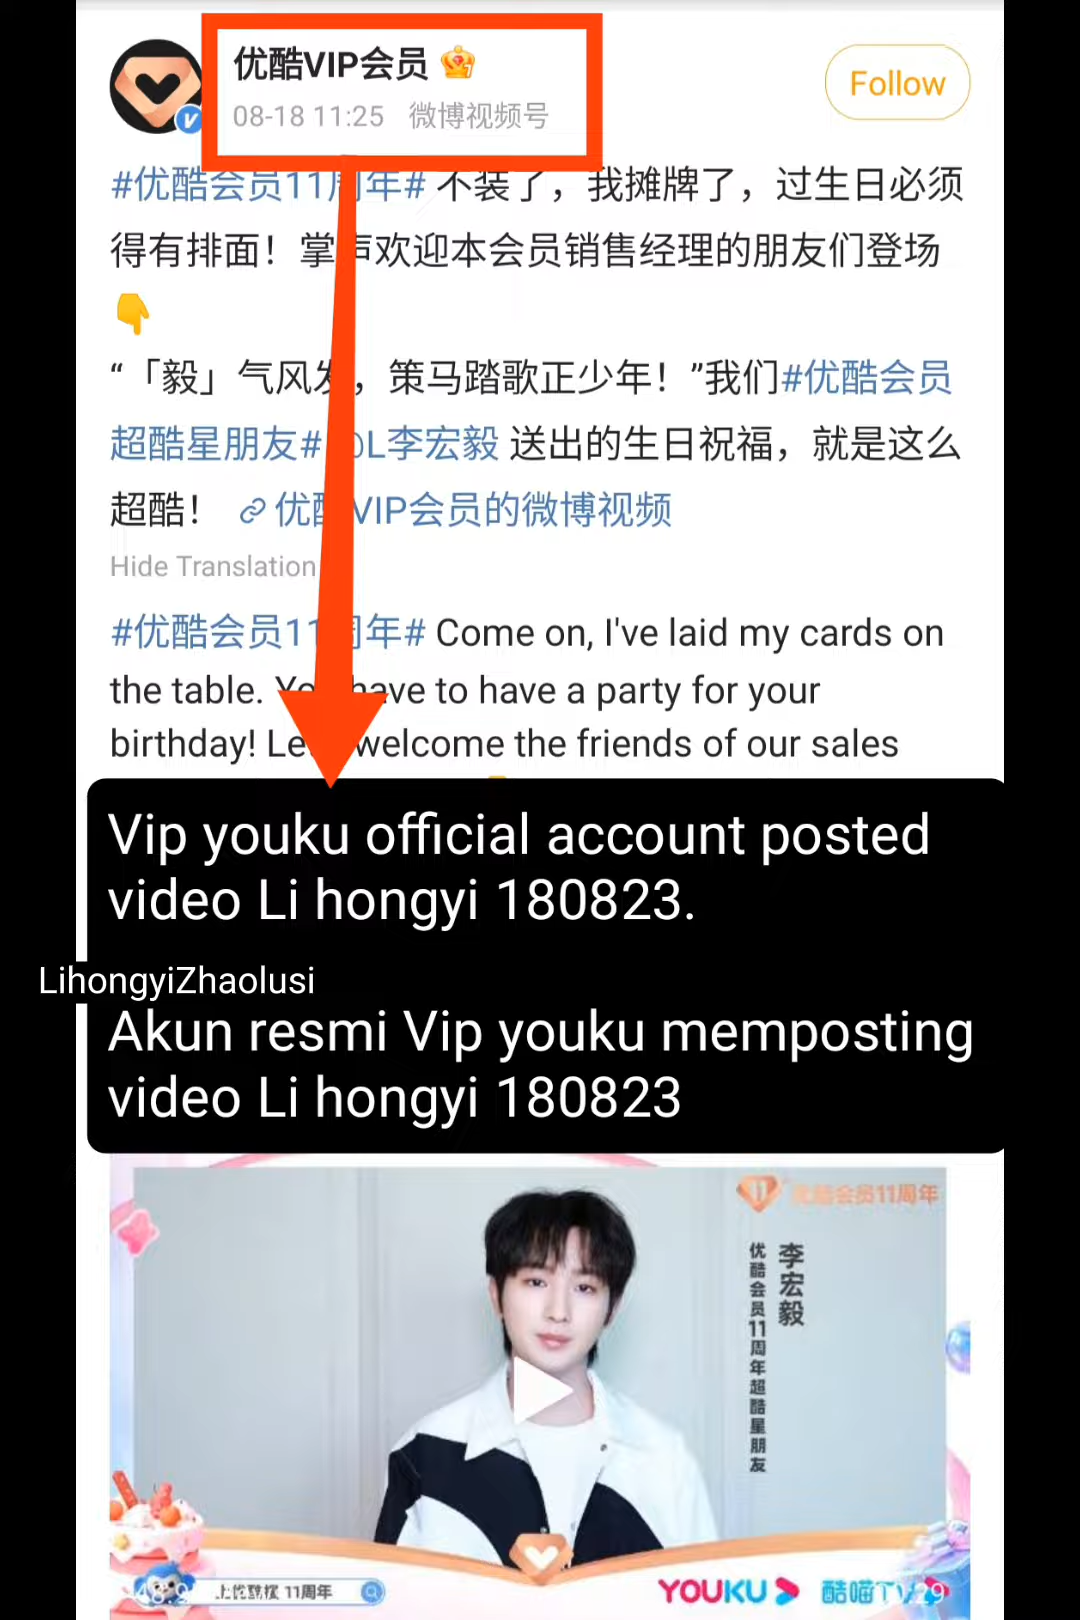 优酷VIP会员
08-18 11:25 微博视频号
Follow
#优酷会员11周年# 不装了，我摊牌了，过生日必须
得有排面！掌声欢迎本会员销售经理的朋友们登场
👇
“「毅」气风发，策马踏歌正少年！”我们#优酷会员
超酷星朋友# @L李宏毅 送出的生日祝福，就是这么
超酷！ 优酷VIP会员的微博视频
Hide Translation
#优酷会员11周年# Come on, I've laid my cards on
the table. You have to have a party for your
birthday! Let's welcome the friends of our sales
Vip youku official account posted
video Li hongyi 180823.
LihongyiZhaolusi
Akun resmi Vip youku memposting
video Li hongyi 180823
11 优酷会员11周年
李宏毅
优酷会员11周年超酷星朋友
11周年
YOUKU 酷喵TV